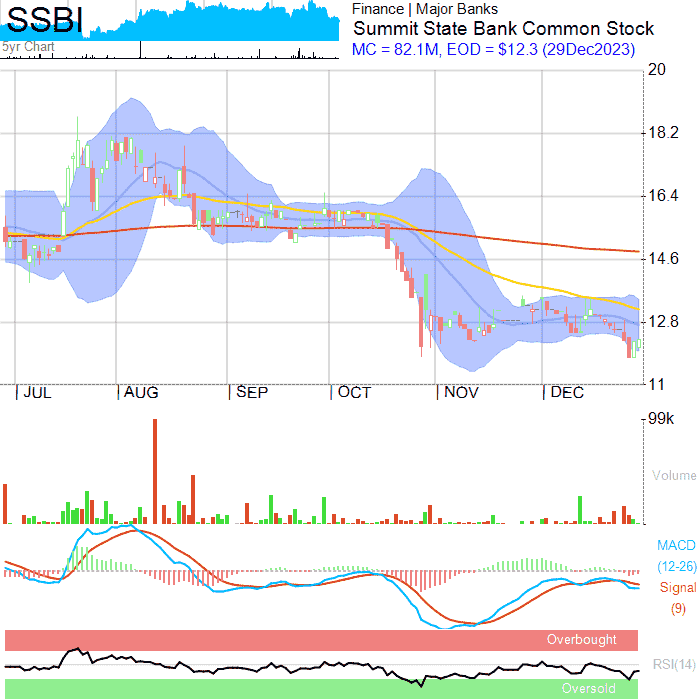 SSBI
5yr Chart
Finance | Major Banks
Summit State Bank Common Stock
MC = 82.1M, EOD = $12.3 (29Dec2023)
20
18.2
16.4
14.6
12.8
11
JUL
AUG
SEP
OCT
NOV
DEC
99k
Volume
MACD
(12-26)
Signal
(9)
Overbought
RSI(14)
Oversold